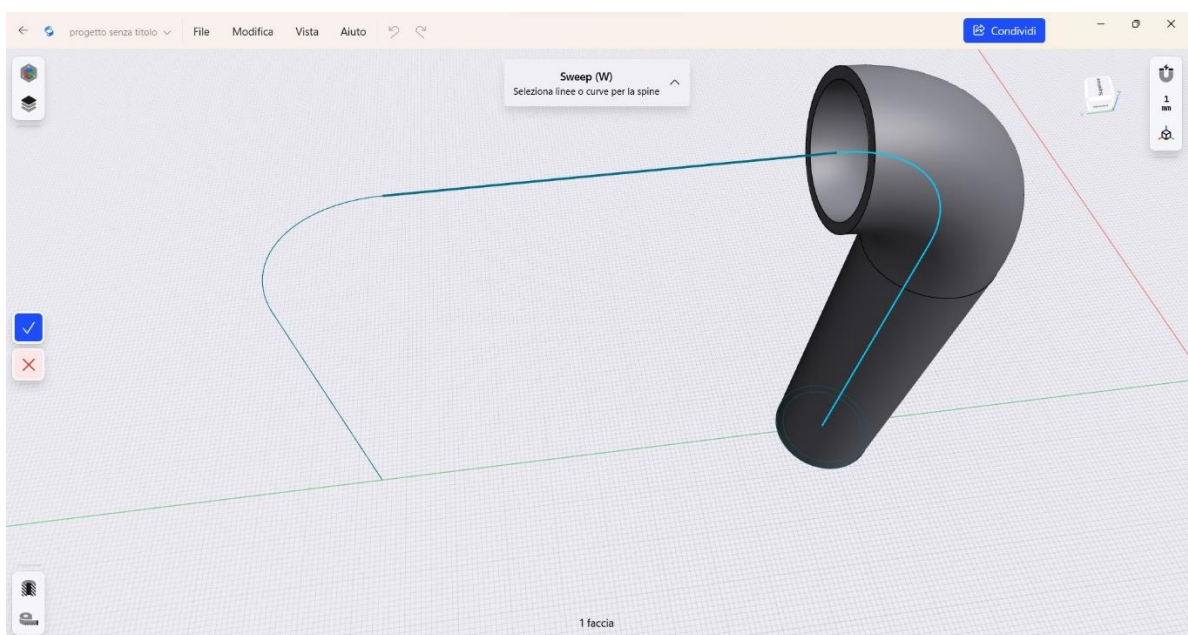 progetto senza titolo File Modifica Vista Aiuto Condividi
Sweep (W)
Seleziona linee o curve per la spine
1
mm
1 faccia